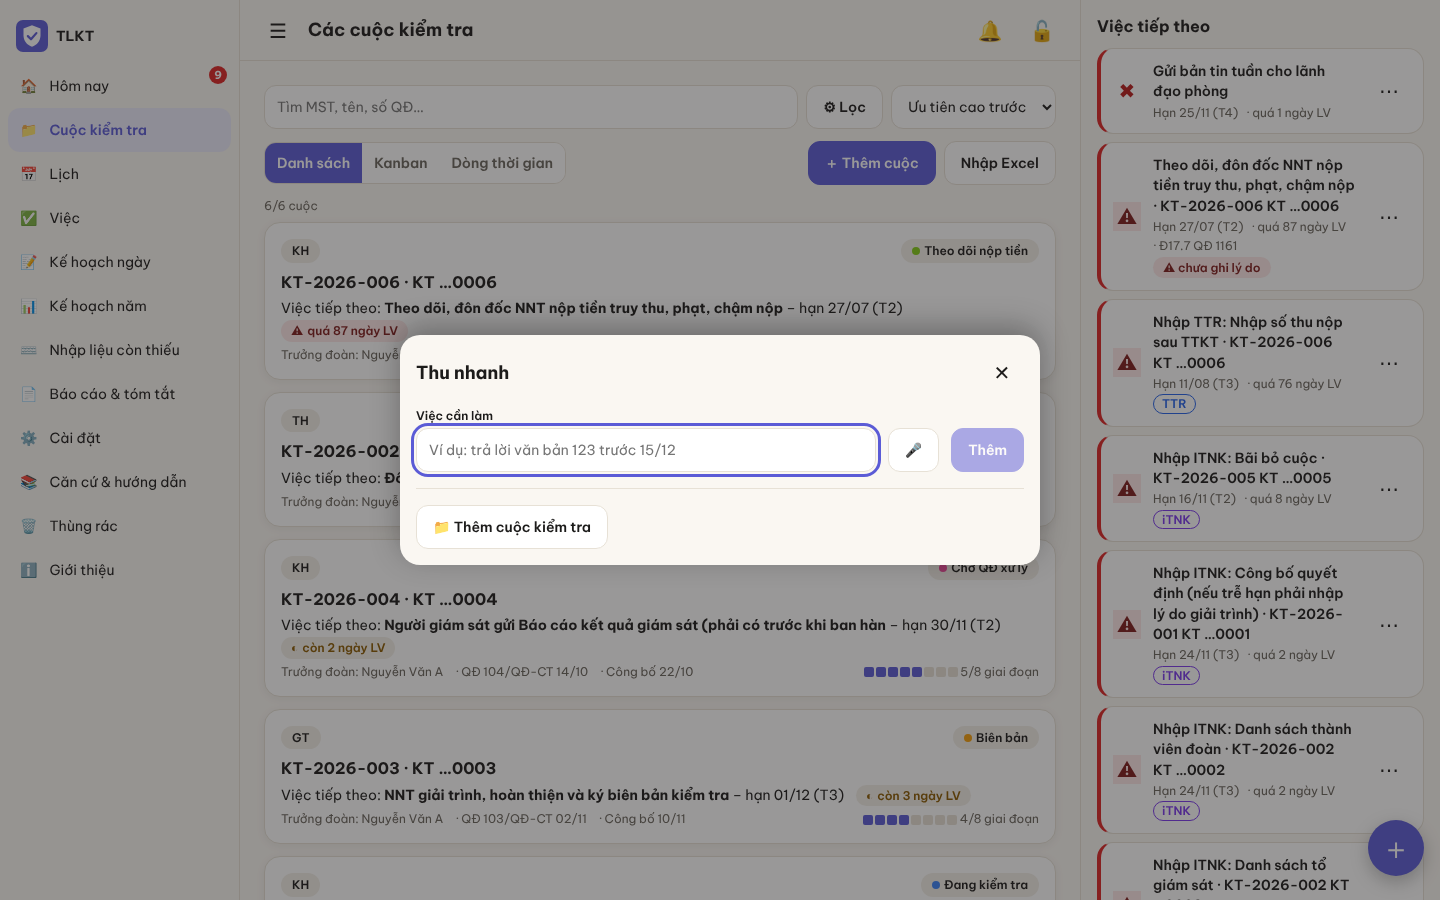 TLKT
Hôm nay
9
Cuộc kiểm tra
Lịch
Việc
Kế hoạch ngày
Kế hoạch năm
Nhập liệu còn thiếu
Báo cáo & tóm tắt
Cài đặt
Căn cứ & hướng dẫn
Thùng rác
Giới thiệu
☰ Các cuộc kiểm tra
Tìm MST, tên, số QĐ...
⚙ Lọc
Ưu tiên cao trước
Danh sách
Kanban
Dòng thời gian
+ Thêm cuộc
Nhập Excel
6/6 cuộc
KH
Theo dõi nộp tiền
KT-2026-006 · KT ...0006
Việc tiếp theo: Theo dõi, đôn đốc NNT nộp tiền truy thu, phạt, chậm nộp – hạn 27/07 (T2)
quá 87 ngày LV
Trưởng đoàn: Nguyễ
TH
KT-2026-002
Việc tiếp theo:
Trưởng đoàn: Nguyễ
Thu nhanh
✕
Việc cần làm
Ví dụ: trả lời văn bản 123 trước 15/12
Thêm
Thêm cuộc kiểm tra
KH
Chờ QĐ xử lý
KT-2026-004 · KT ...0004
Việc tiếp theo: Người giám sát gửi Báo cáo kết quả giám sát (phải có trước khi ban hàn – hạn 30/11 (T2)
còn 2 ngày LV
Trưởng đoàn: Nguyễn Văn A · QĐ 104/QĐ-CT 14/10 · Công bố 22/10
5/8 giai đoạn
GT
Biên bản
KT-2026-003 · KT ...0003
Việc tiếp theo: NNT giải trình, hoàn thiện và ký biên bản kiểm tra – hạn 01/12 (T3) còn 3 ngày LV
Trưởng đoàn: Nguyễn Văn A · QĐ 103/QĐ-CT 02/11 · Công bố 10/11
4/8 giai đoạn
KH
Đang kiểm tra
Việc tiếp theo
Gửi bản tin tuần cho lãnh
đạo phòng
Hạn 25/11 (T4) · quá 1 ngày LV
...
Theo dõi, đôn đốc NNT nộp
tiền truy thu, phạt, chậm nộp
· KT-2026-006 KT ...0006
Hạn 27/07 (T2) · quá 87 ngày LV
· Đ17.7 QĐ 1161
chưa ghi lý do
...
Nhập TTR: Nhập số thu nộp
sau TTKT · KT-2026-006
KT ...0006
Hạn 11/08 (T3) · quá 76 ngày LV
TTR
...
Nhập ITNK: Bãi bỏ cuộc ·
KT-2026-005 KT ...0005
Hạn 16/11 (T2) · quá 8 ngày LV
iTNK
...
Nhập ITNK: Công bố quyết
định (nếu trễ hạn phải nhập
lý do giải trình) · KT-2026-
001 KT ...0001
Hạn 24/11 (T3) · quá 2 ngày LV
iTNK
...
Nhập ITNK: Danh sách thành
viên đoàn · KT-2026-002
KT ...0002
Hạn 24/11 (T3) · quá 2 ngày LV
iTNK
...
Nhập ITNK: Danh sách tổ
giám sát · KT-2026-002 KT
+